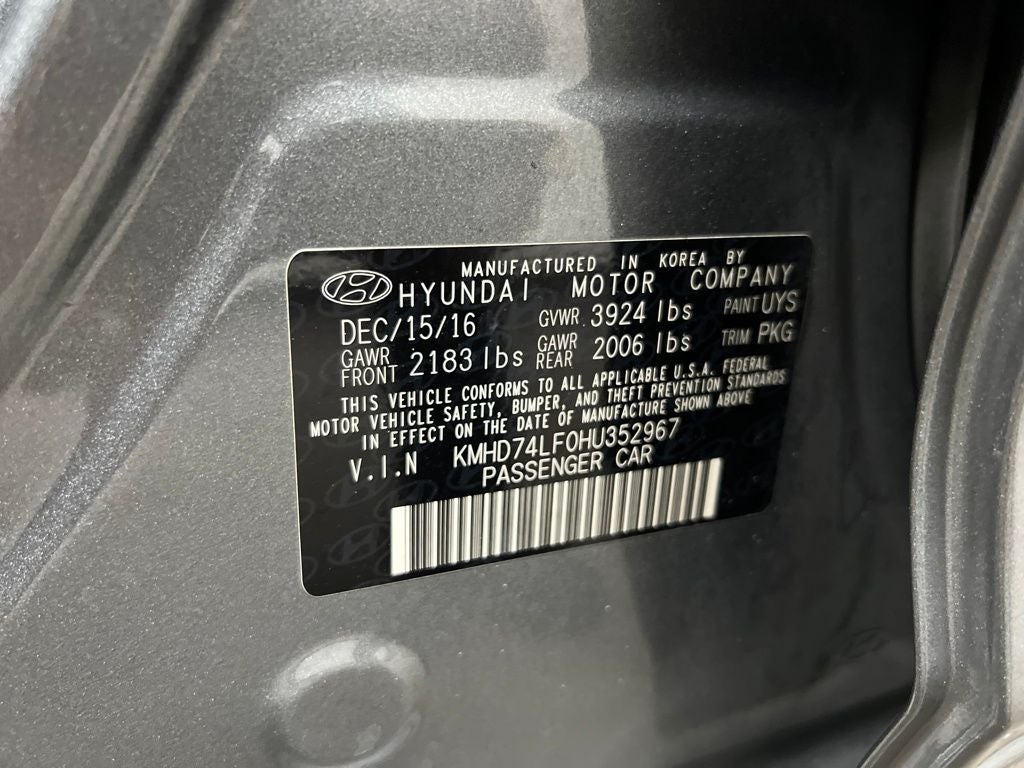 MANUFACTURED IN KOREA BY
HYUNDAI MOTOR COMPANY
DEC/15/16 GVWR 3924 lbs PAINT UYS
GAWR FRONT 2183 lbs GAWR REAR 2006 lbs TRIM PKG
THIS VEHICLE CONFORMS TO ALL APPLICABLE U.S.A. FEDERAL
MOTOR VEHICLE SAFETY, BUMPER, AND THEFT PREVENTION STANDARDS
IN EFFECT ON THE DATE OF MANUFACTURE SHOWN ABOVE
V.I.N KMHD74LF0HU352967
PASSENGER CAR